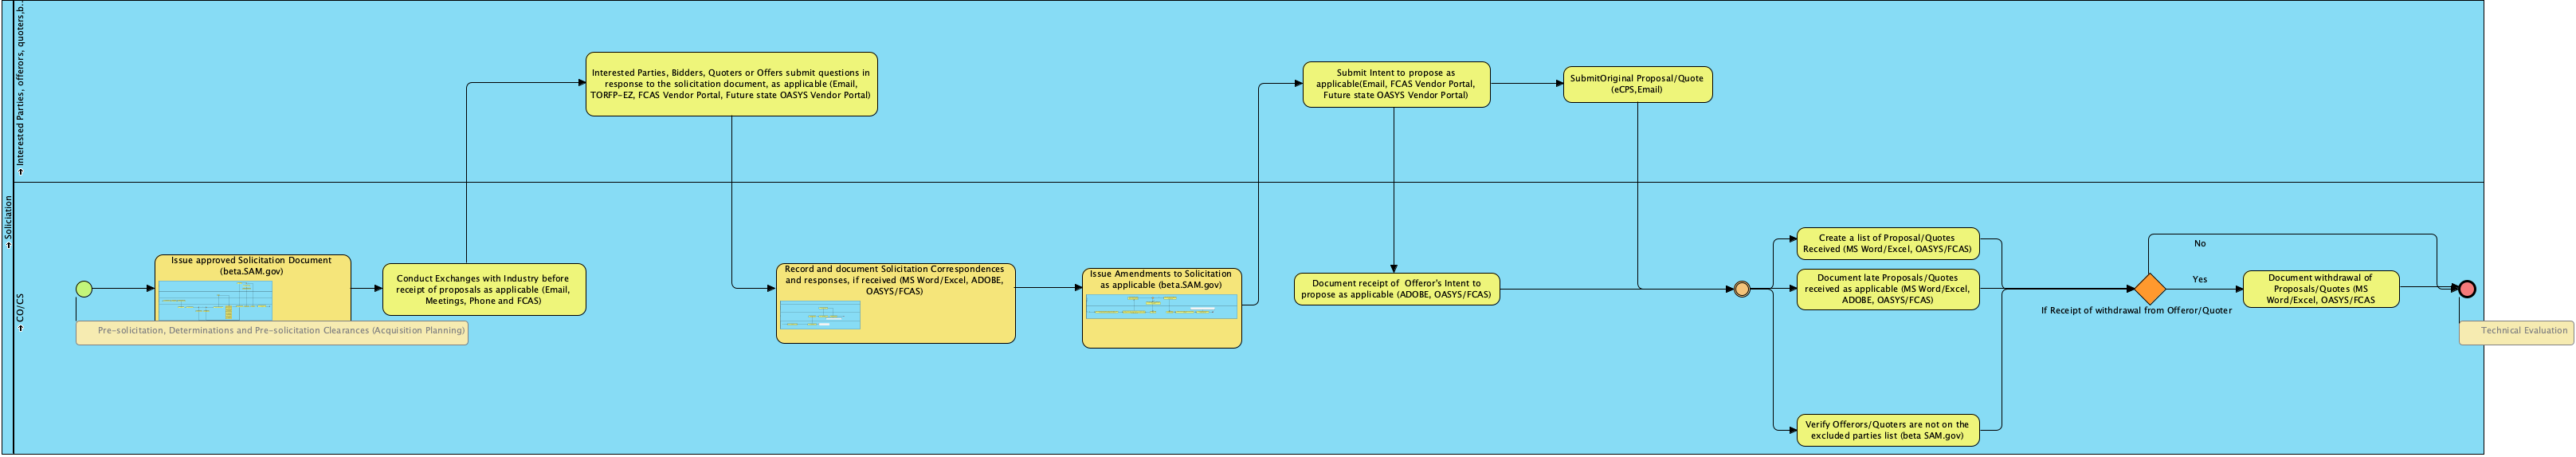 Soliciation
Interested Parties, offerors, quoters,b...
Interested Parties, Bidders, Quoters or Offers submit questions in
response to the solicitation document, as applicable (Email,
TORFP-EZ, FCAS Vendor Portal, Future state OASYS Vendor Portal)
Submit Intent to propose as
applicable(Email, FCAS Vendor Portal,
Future state OASYS Vendor Portal)
SubmitOriginal Proposal/Quote
(eCPS,Email)
CO/CS
Issue approved Solicitation Document
(beta.SAM.gov)
Pre-solicitation, Determinations and Pre-solicitation Clearances (Acquisition Planning)
Conduct Exchanges with Industry before
receipt of proposals as applicable (Email,
Meetings, Phone and FCAS)
Record and document Solicitation Correspondences
and responses, if received (MS Word/Excel, ADOBE,
OASYS/FCAS)
Issue Amendments to Solicitation
as applicable (beta.SAM.gov)
Document receipt of Offeror's Intent to
propose as applicable (ADOBE, OASYS/FCAS)
Create a list of Proposal/Quotes
Received (MS Word/Excel, OASYS/FCAS)
Document late Proposals/Quotes
received as applicable (MS Word/Excel,
ADOBE, OASYS/FCAS)
Verify Offerors/Quoters are not on the
excluded parties list (beta SAM.gov)
If Receipt of withdrawal from Offeror/Quoter
No
Yes
Document withdrawal of
Proposals/Quotes (MS
Word/Excel, OASYS/FCAS
Technical Evaluation